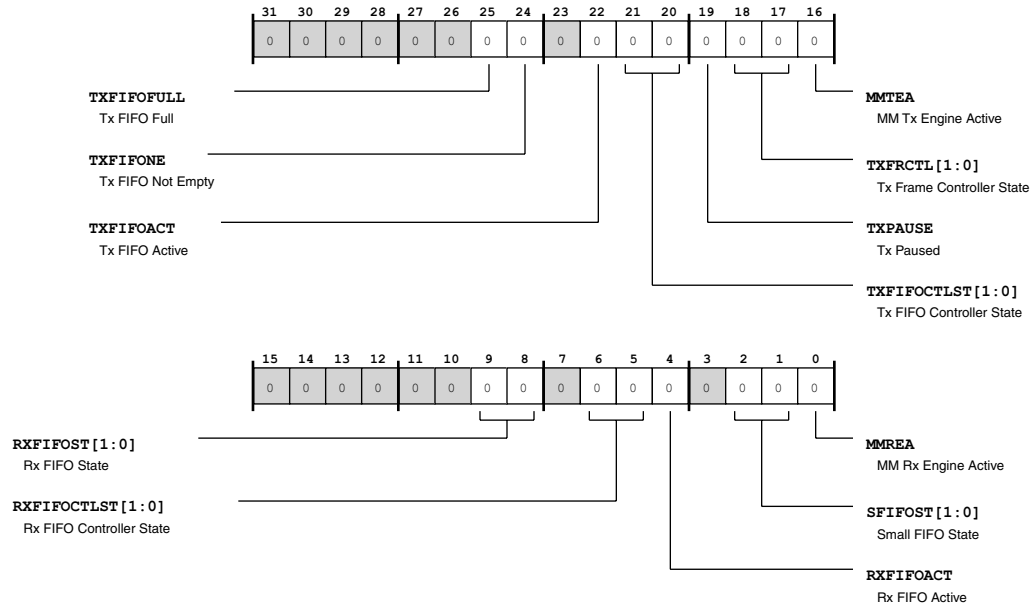 31 30 29 28 27 26 25 24 23 22 21 20 19 18 17 16
0 0 0 0 0 0 0 0 0 0 0 0 0 0 0 0
TXFIFOFULL
Tx FIFO Full
TXFIFONE
Tx FIFO Not Empty
TXFIFOACT
Tx FIFO Active
MMTEA
MM Tx Engine Active
TXFRCTL[1:0]
Tx Frame Controller State
TXPAUSE
Tx Paused
TXFIFOCTLST[1:0]
Tx FIFO Controller State
15 14 13 12 11 10 9 8 7 6 5 4 3 2 1 0
0 0 0 0 0 0 0 0 0 0 0 0 0 0 0 0
RXFIFOST[1:0]
Rx FIFO State
RXFIFOCTLST[1:0]
Rx FIFO Controller State
MMREA
MM Rx Engine Active
SFIFOST[1:0]
Small FIFO State
RXFIFOACT
Rx FIFO Active